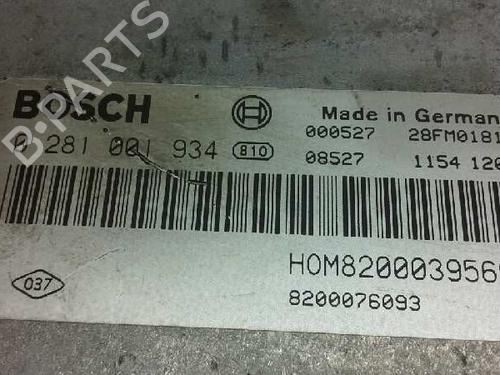 B-PARTS
BOSCH
Made in German
0 281 001 934 810
000527 28FM0181
08527 1154 120
HOM820003956
037
8200076093